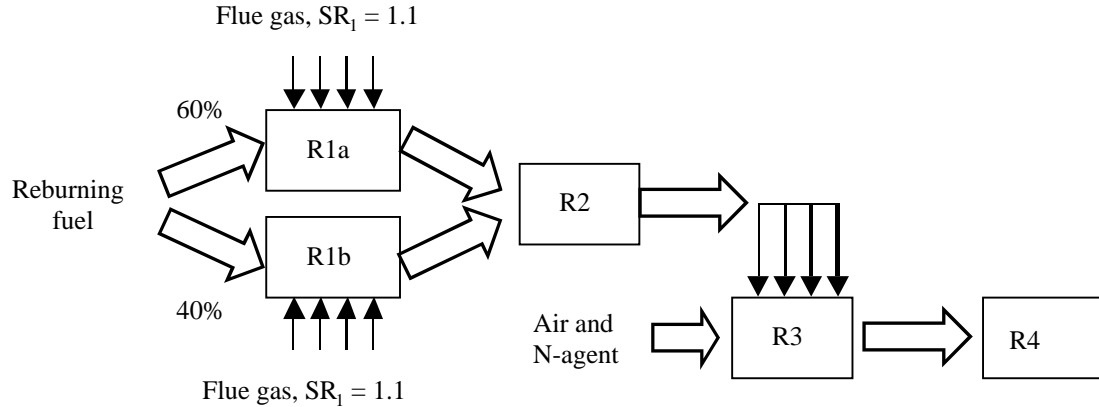 Flue gas, SR₁ = 1.1
60%
R1a
Reburning
fuel
R2
R1b
40%
Air and
N-agent
R3
R4
Flue gas, SR₁ = 1.1